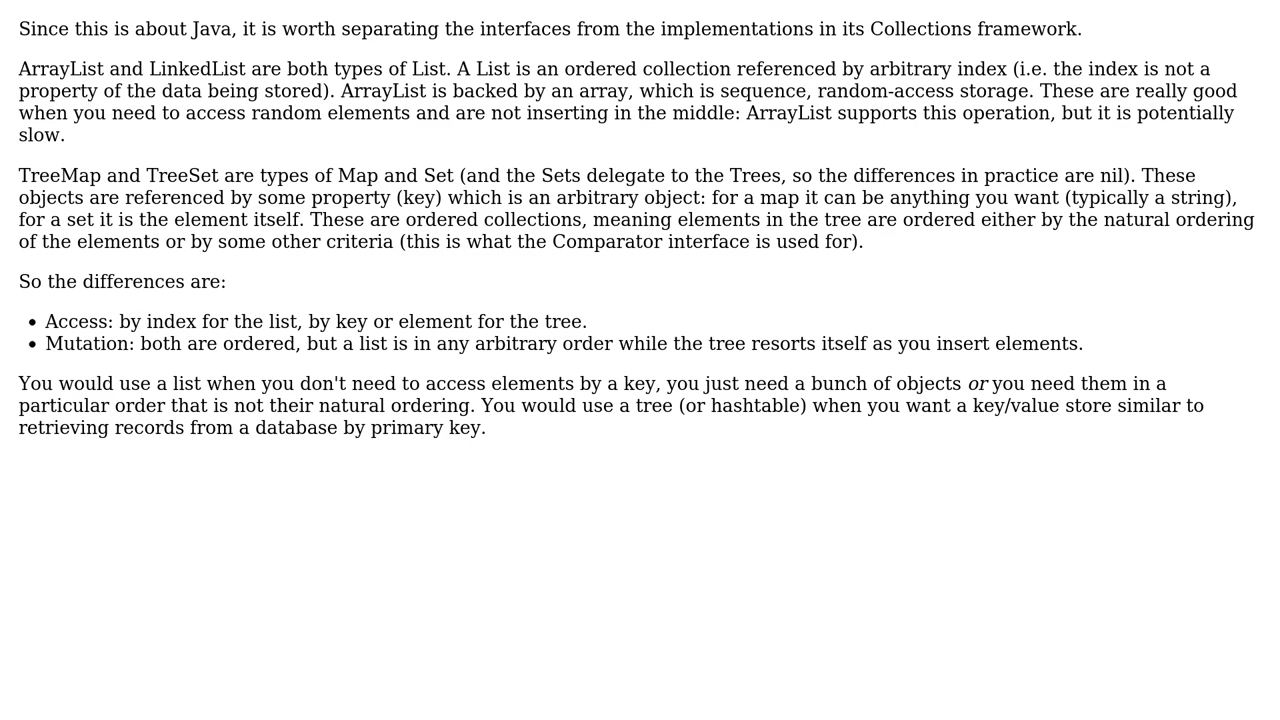 Since this is about Java, it is worth separating the interfaces from the implementations in its Collections framework.
ArrayList and LinkedList are both types of List. A List is an ordered collection referenced by arbitrary index (i.e. the index is not a
property of the data being stored). ArrayList is backed by an array, which is sequence, random-access storage. These are really good
when you need to access random elements and are not inserting in the middle: ArrayList supports this operation, but it is potentially
slow.
TreeMap and TreeSet are types of Map and Set (and the Sets delegate to the Trees, so the differences in practice are nil). These
objects are referenced by some property (key) which is an arbitrary object: for a map it can be anything you want (typically a string),
for a set it is the element itself. These are ordered collections, meaning elements in the tree are ordered either by the natural ordering
of the elements or by some other criteria (this is what the Comparator interface is used for).
So the differences are:
• Access: by index for the list, by key or element for the tree.
• Mutation: both are ordered, but a list is in any arbitrary order while the tree resorts itself as you insert elements.
You would use a list when you don't need to access elements by a key, you just need a bunch of objects or you need them in a
particular order that is not their natural ordering. You would use a tree (or hashtable) when you want a key/value store similar to
retrieving records from a database by primary key.